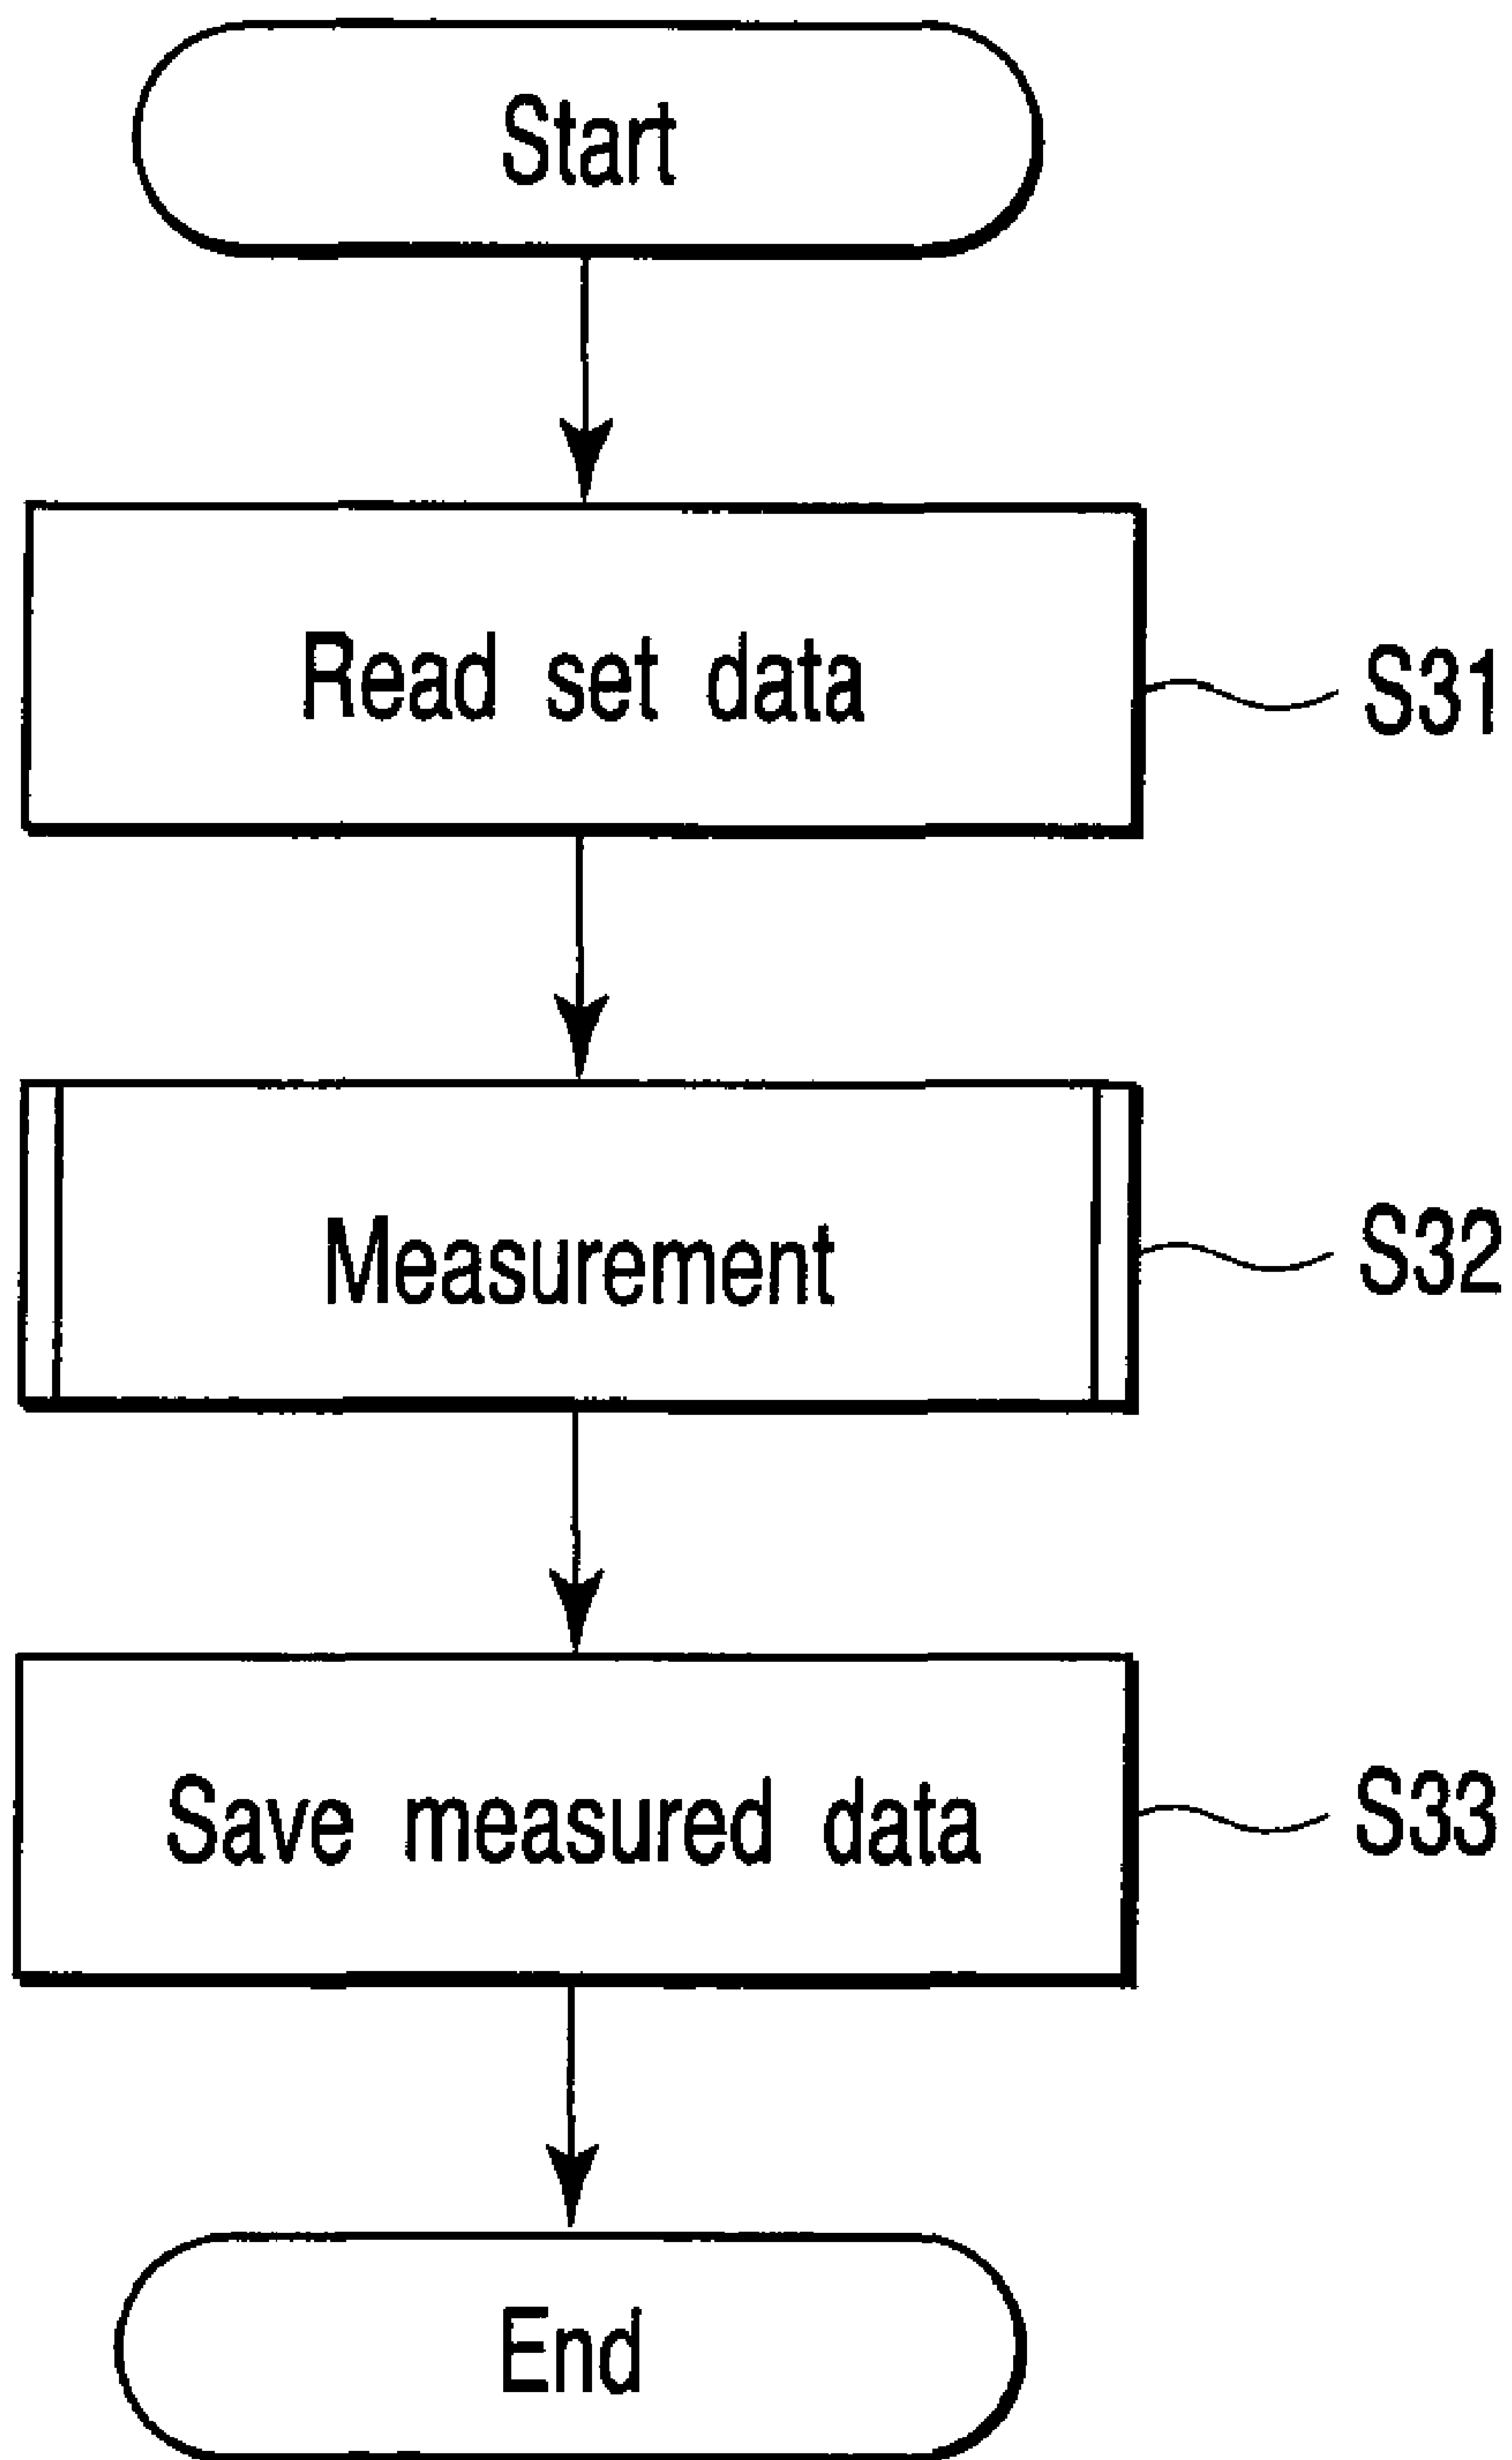 Start
Read set data
S31
Measurement
S32
Save measured data
S33
End